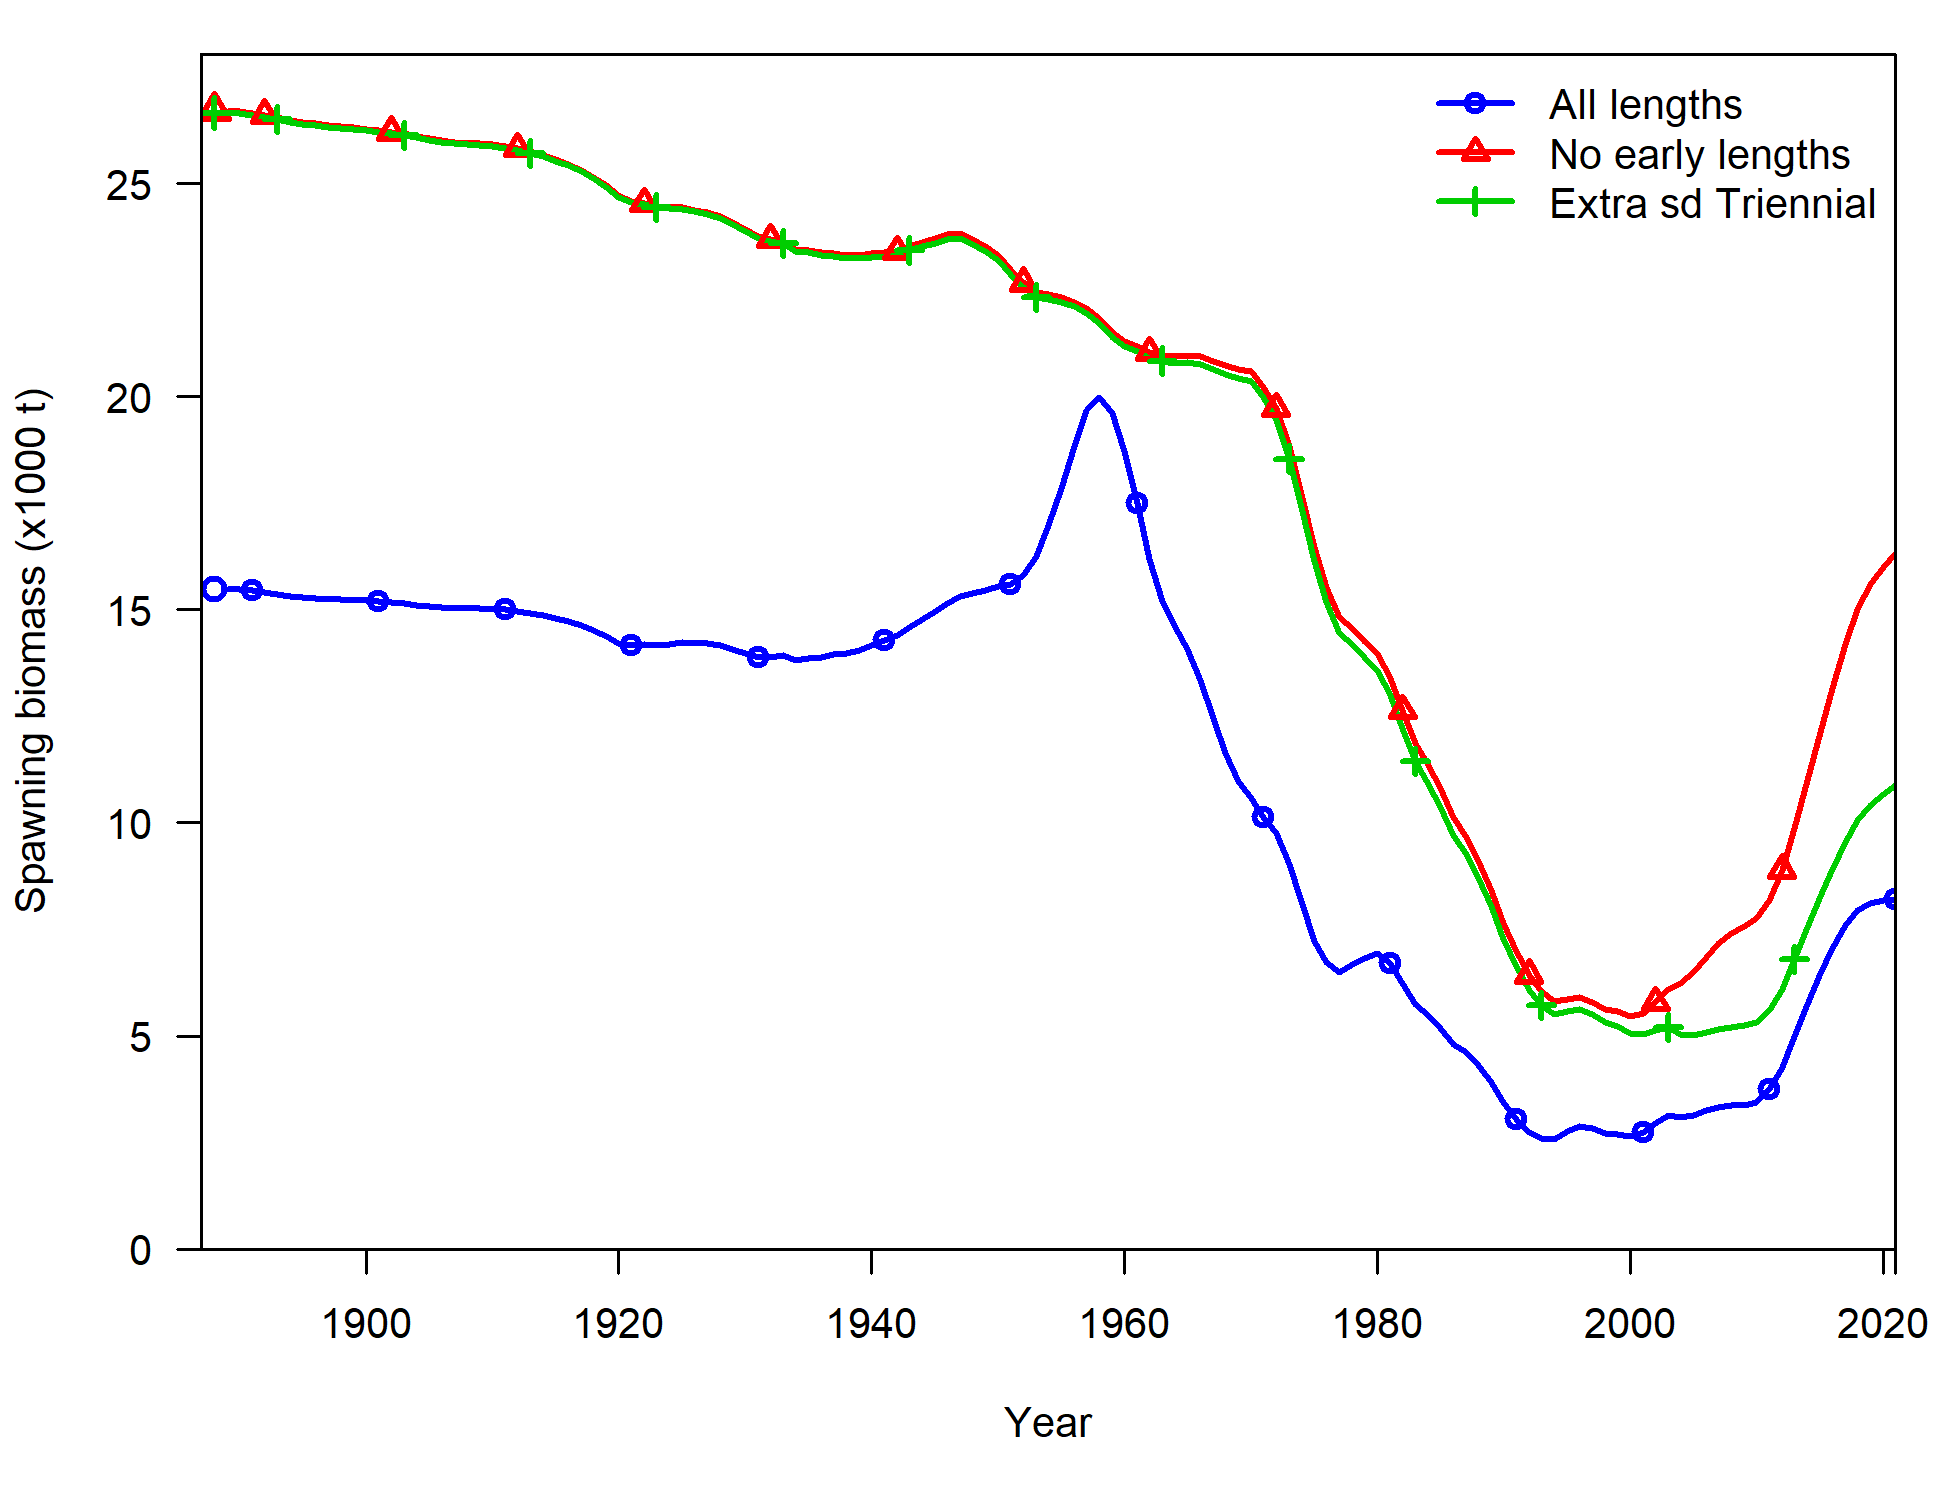 All lengths
No early lengths
Extra sd Triennial
Spawning biomass (x1000 t)
25
20
15
10
5
0
1900 1920 1940 1960 1980 2000 2020
Year